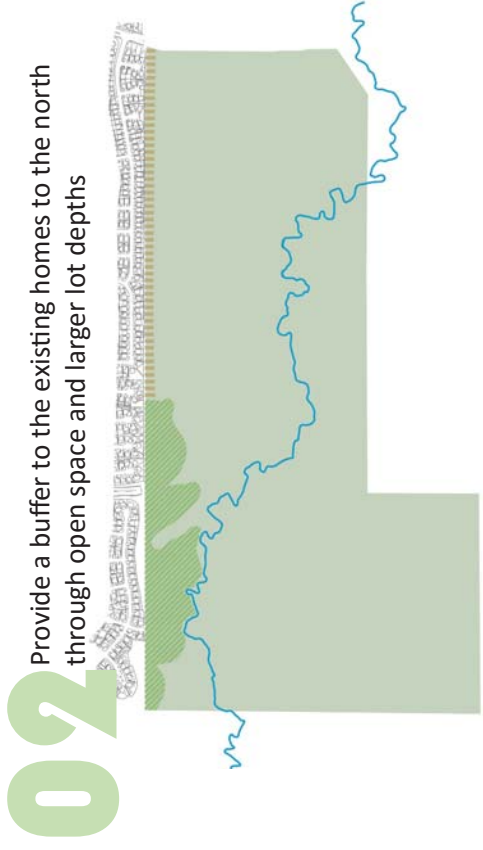 02
Provide a buffer to the existing homes to the north
through open space and larger lot depths